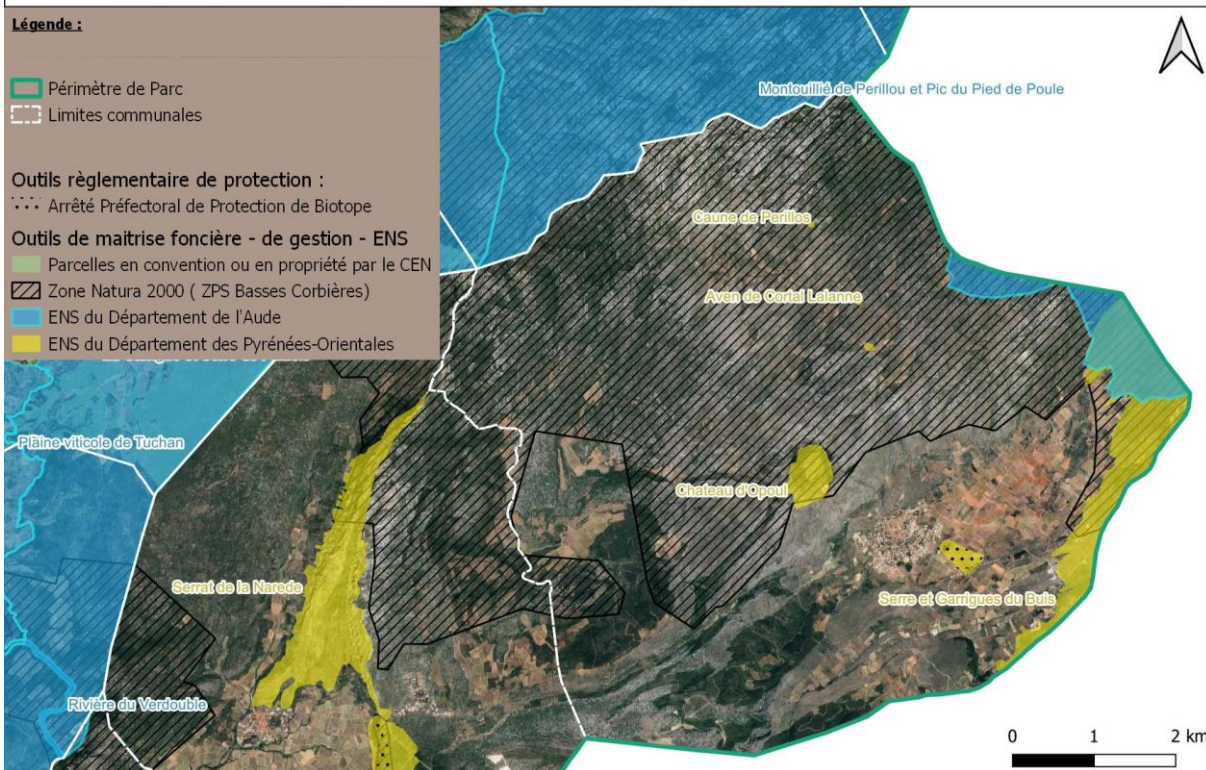 Légende :
Périmètre de Parc
Limites communales
Outils règlementaire de protection :
Arrêté Préfectoral de Protection de Biotope
Outils de maitrise foncière - de gestion - ENS
Parcelles en convention ou en propriété par le CEN
Zone Natura 2000 ( ZPS Basses Corbières)
ENS du Département de l'Aude
ENS du Département des Pyrénées-Orientales
Montouillié de Perillou et Pic du Pied de Poule
Caune de Perillos
Aven de Cortal Lalanne
Plaine viticole de Tuchan
Chateau d'Opoul
Serrat de la Narede
Serre et Garrigues du Buis
Rivière du Verdouble
0 1 2 km